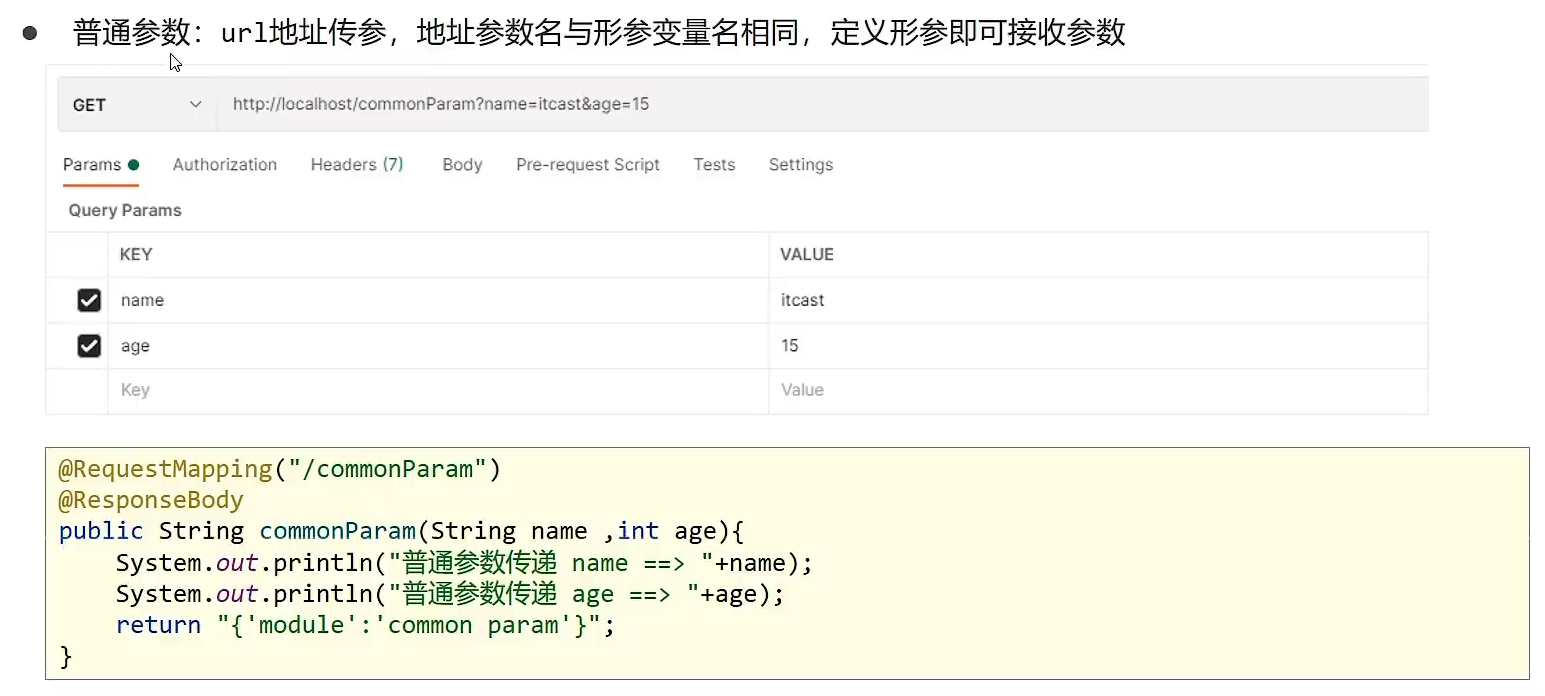 普通参数：url地址传参，地址参数名与形参变量名相同，定义形参即可接收参数
GET http://localhost/commonParam?name=itcast&age=15
Params Authorization Headers (7) Body Pre-request Script Tests Settings
Query Params
KEY VALUE
name itcast
age 15
Key Value
@RequestMapping("/commonParam")
@ResponseBody
public String commonParam(String name ,int age){
    System.out.println("普通参数传递 name ==> "+name);
    System.out.println("普通参数传递 age ==> "+age);
    return "{'module':'common param'}";
}